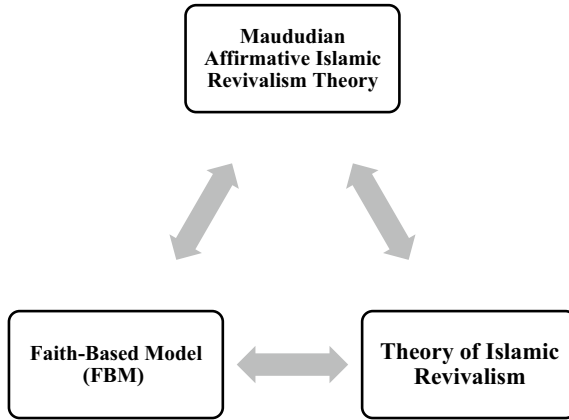 Maududian
Affirmative Islamic
Revivalism Theory
Faith-Based Model
(FBM)
Theory of Islamic
Revivalism